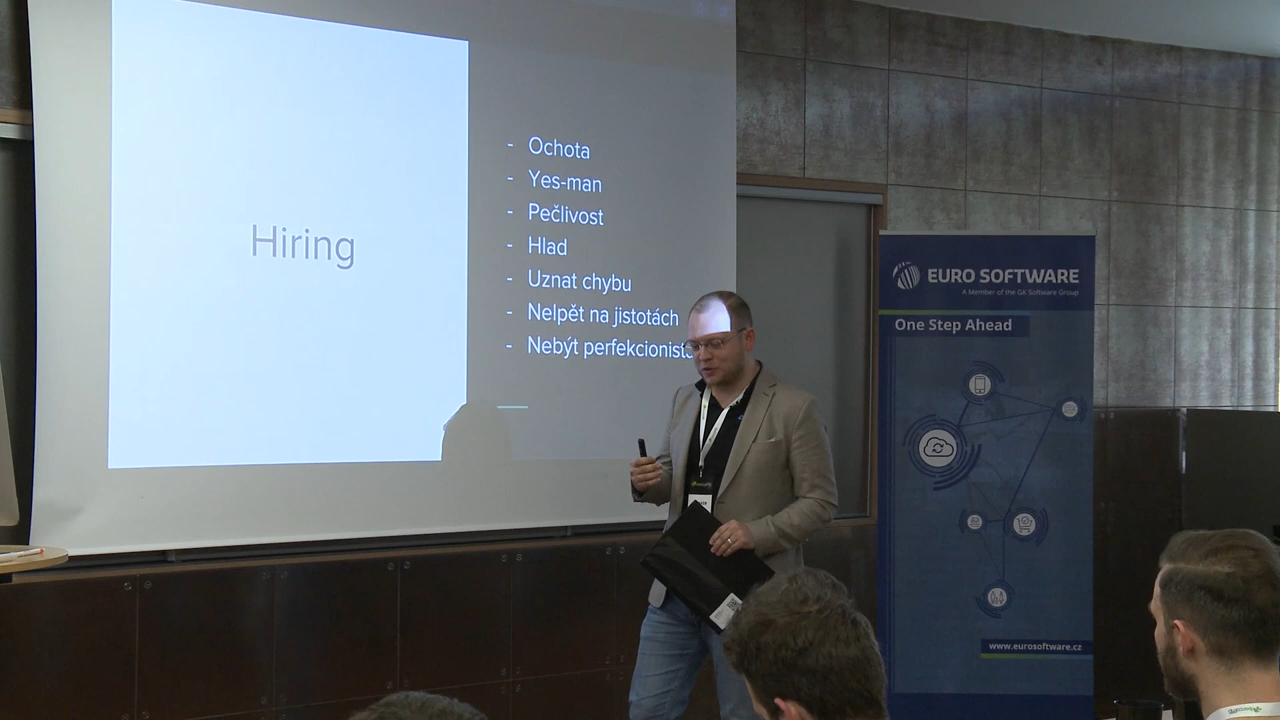 Hiring
- Ochota
- Yes-man
- Pečlivost
- Hlad
- Uznat chybu
- Nelpět na jistotách
- Nebýt perfekcionist
EURO SOFTWARE
A Member of the GK Software Group
One Step Ahead
www.eurosoftware.cz